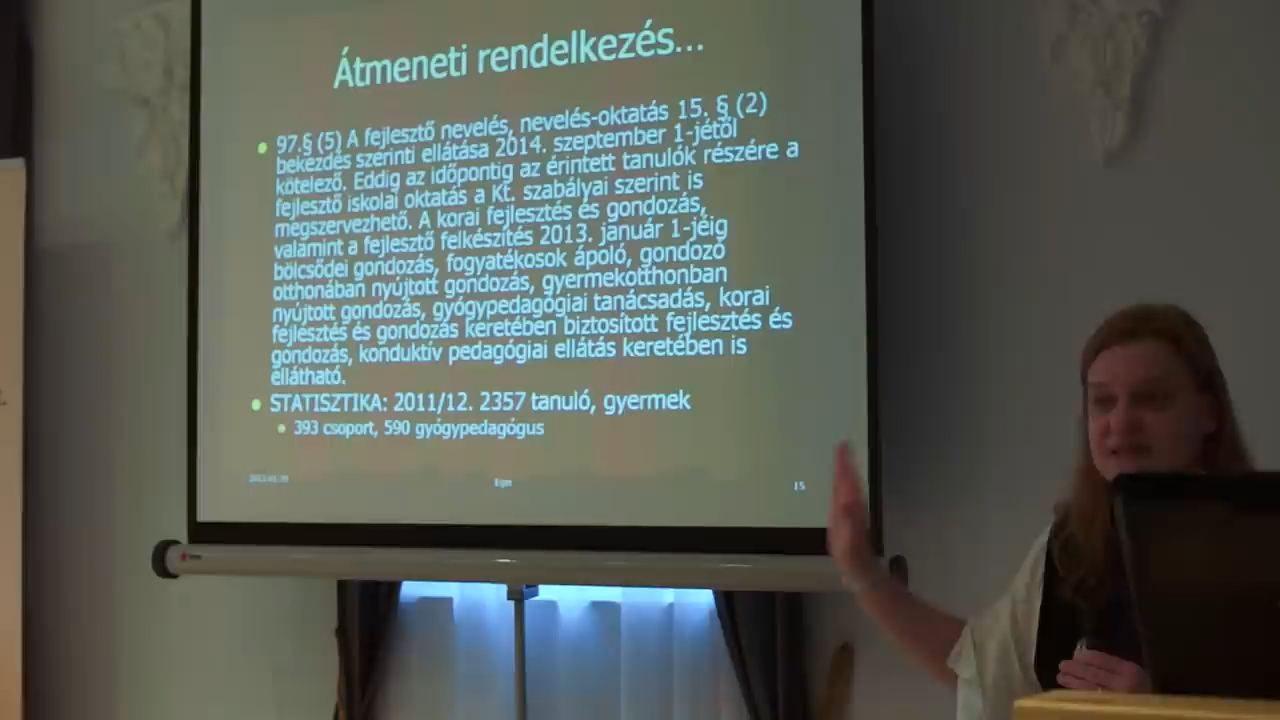 Átmeneti rendelkezés...
97.§ (5) A fejlesztő nevelés, nevelés-oktatás 15. § (2)
bekezdés szerinti ellátása 2014. szeptember 1-jétől
kötelező. Eddig az időpontig az érintett tanulók részére a
fejlesztő iskolai oktatás a Kt. szabályai szerint is
megszervezhető. A korai fejlesztés és gondozás,
valamint a fejlesztő felkészítés 2013. január 1-jéig
bölcsődei gondozás, fogyatékosok ápoló, gondozó
otthonában nyújtott gondozás, gyermekotthonban
nyújtott gondozás, gyógypedagógiai tanácsadás, korai
fejlesztés és gondozás keretében biztosított fejlesztés és
gondozás, konduktív pedagógiai ellátás keretében is
ellátható.
STATISZTIKA: 2011/12. 2357 tanuló, gyermek
393 csoport, 590 gyógypedagógus
15